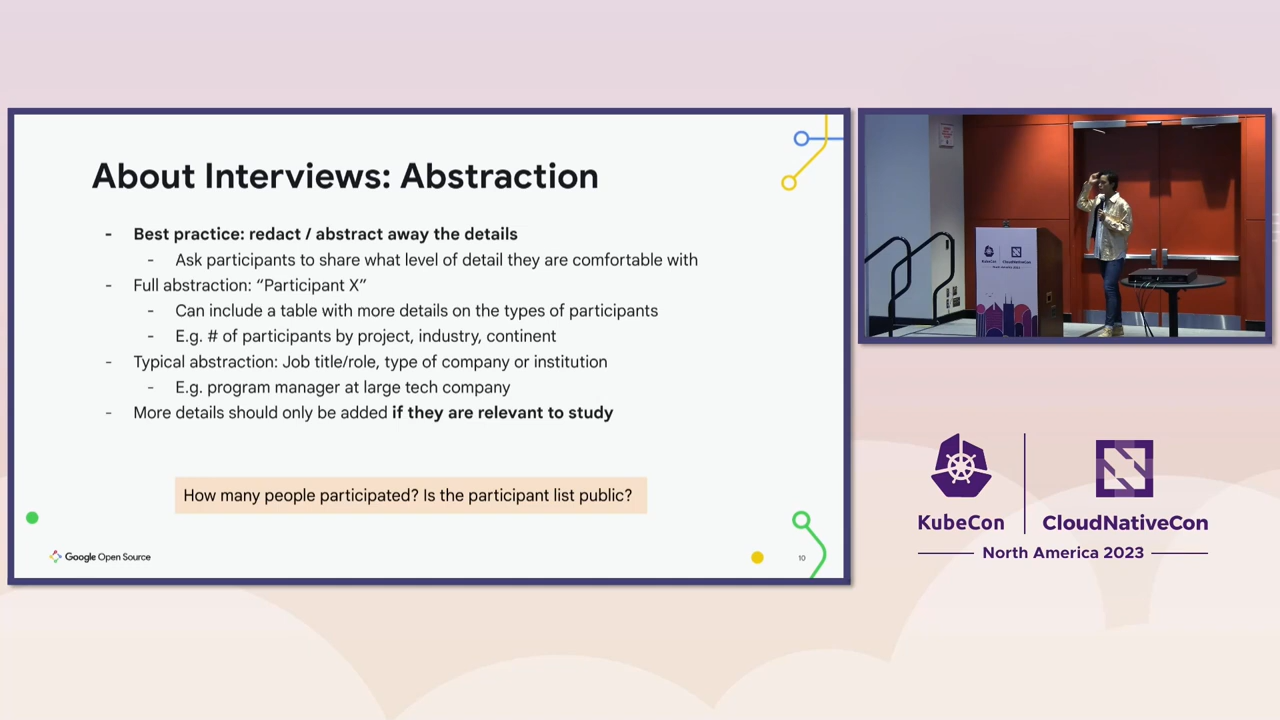 About Interviews: Abstraction
- Best practice: redact / abstract away the details
- Ask participants to share what level of detail they are comfortable with
- Full abstraction: “Participant X”
- Can include a table with more details on the types of participants
- E.g. # of participants by project, industry, continent
- Typical abstraction: Job title/role, type of company or institution
- E.g. program manager at large tech company
- More details should only be added if they are relevant to study
How many people participated? Is the participant list public?
Google Open Source
10
KubeCon
CloudNativeCon
North America 2023